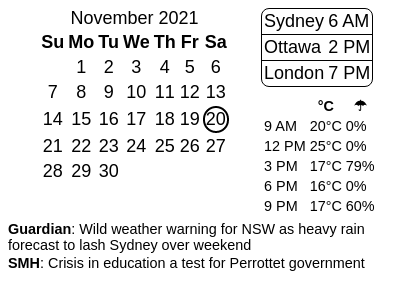 November 2021
Su Mo Tu We Th Fr Sa
1 2 3 4 5 6
7 8 9 10 11 12 13
14 15 16 17 18 19 20
21 22 23 24 25 26 27
28 29 30
Sydney 6 AM
Ottawa 2 PM
London 7 PM
°C ☂
9 AM 20°C 0%
12 PM 25°C 0%
3 PM 17°C 79%
6 PM 16°C 0%
9 PM 17°C 60%
Guardian: Wild weather warning for NSW as heavy rain
forecast to lash Sydney over weekend
SMH: Crisis in education a test for Perrottet government